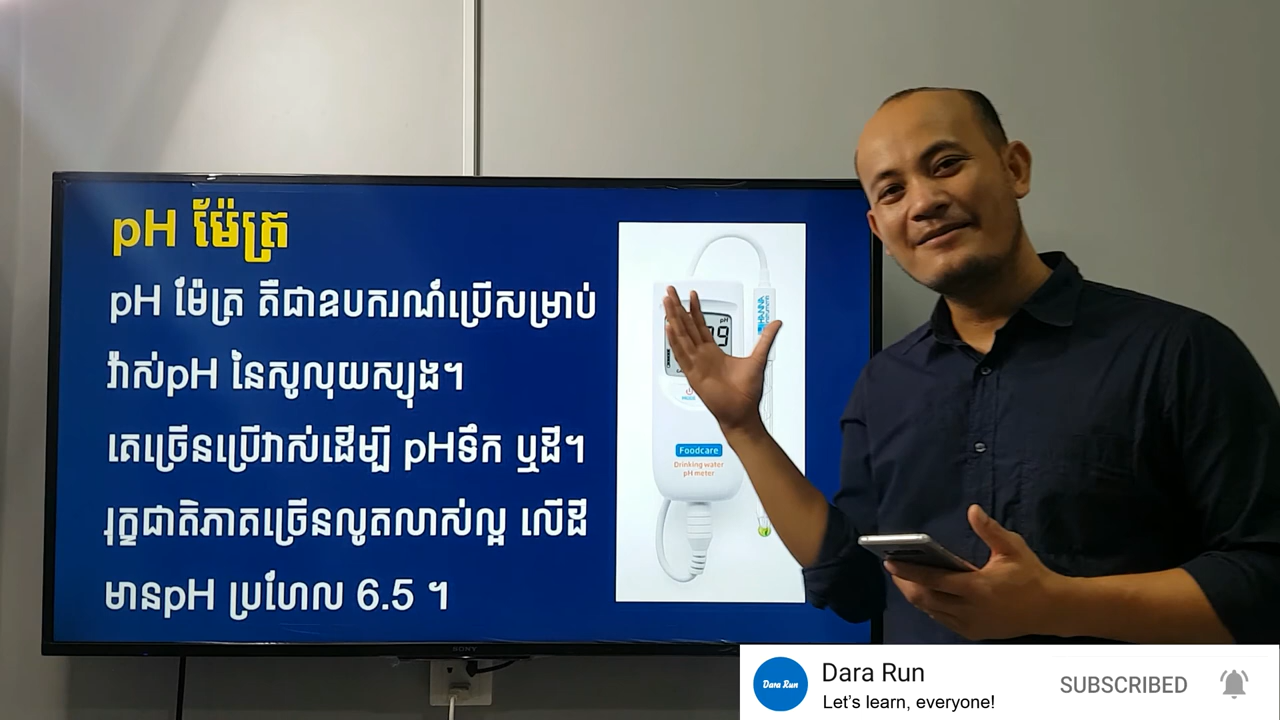 pH ម៉ែត្រ
pH ម៉ែត្រ គឺជាឧបករណ៍ប្រើសម្រាប់
វ៉ាស់pH នៃសូលុយស្យុង។
គេច្រើនប្រើវាស់ដើម្បី pHទឹក ឬដី។
រុក្ខជាតិភាគច្រើនលូតលាស់ល្អ លើដី
មានpH ប្រហែល 6.5 ។
pH
HANNA
instruments
Foodcare
Drinking water
pH meter
SONY
Dara Run
Dara Run
Let's learn, everyone!
SUBSCRIBED